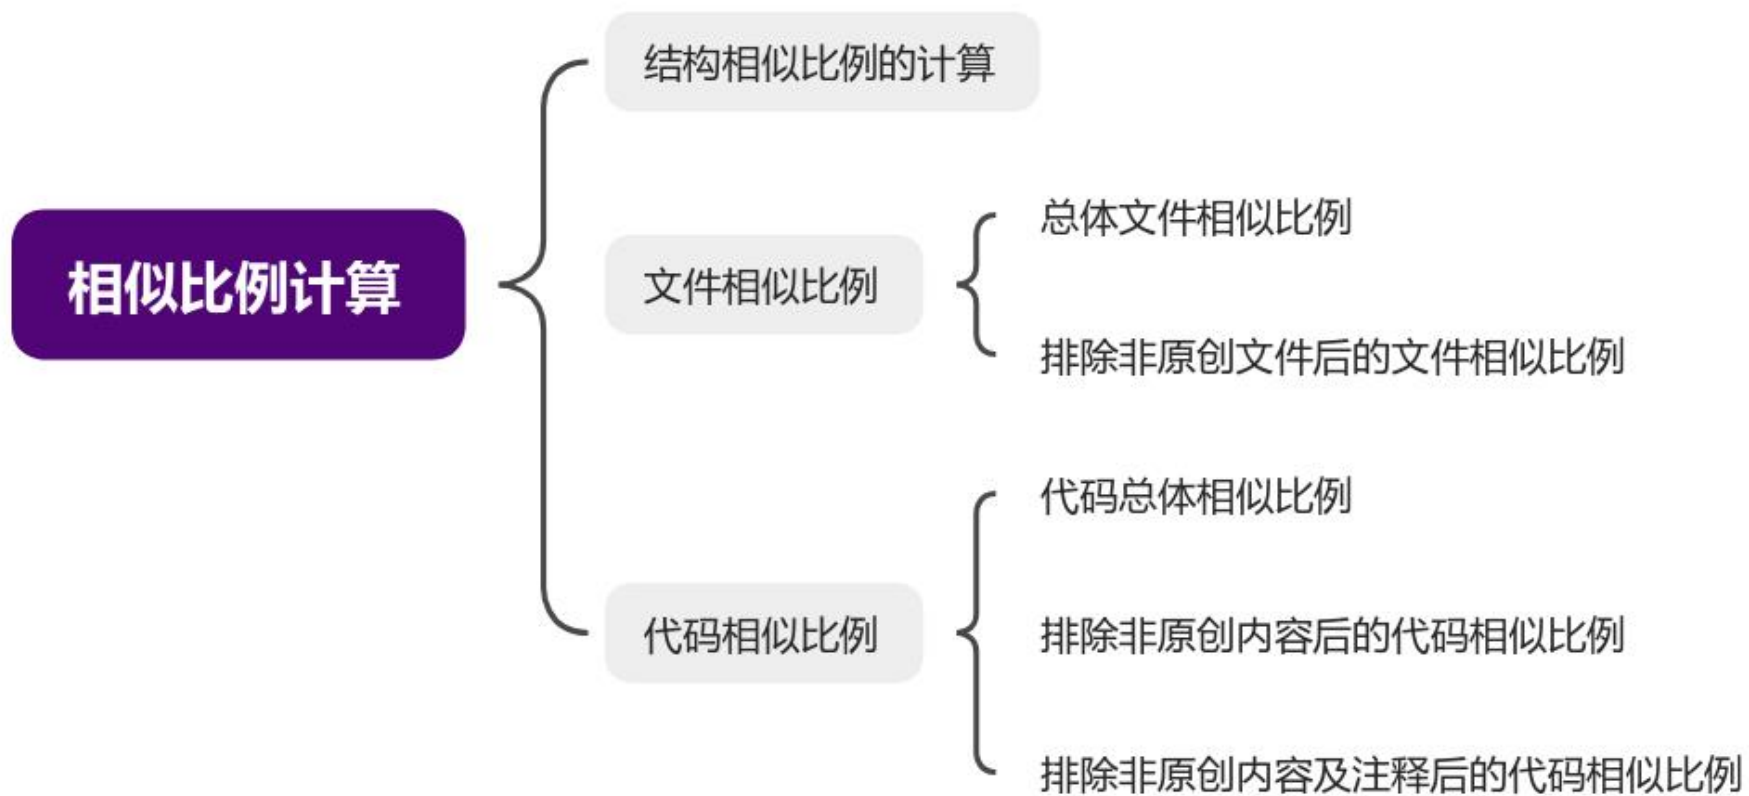 相似比例计算
结构相似比例的计算
文件相似比例
总体文件相似比例
排除非原创文件后的文件相似比例
代码相似比例
代码总体相似比例
排除非原创内容后的代码相似比例
排除非原创内容及注释后的代码相似比例